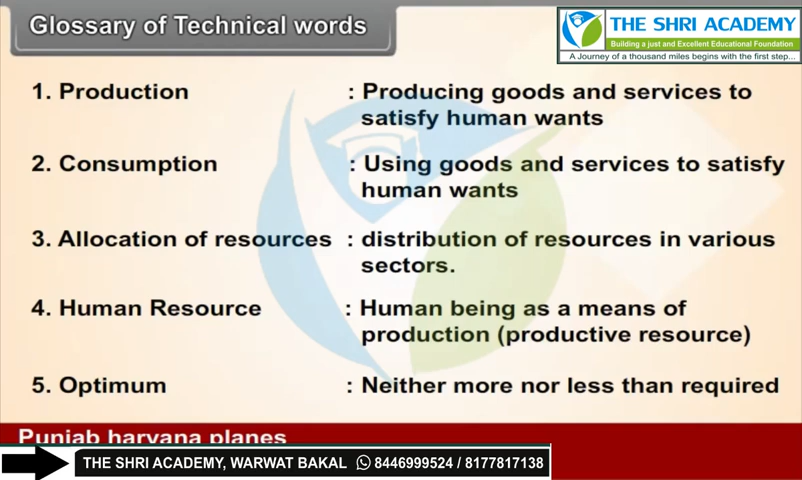 Glossary of Technical words
THE SHRI ACADEMY
Building a just and Excellent Educational Foundation
A Journey of a thousand miles begins with the first step...
1. Production : Producing goods and services to
satisfy human wants
2. Consumption : Using goods and services to satisfy
human wants
3. Allocation of resources : distribution of resources in various
sectors.
4. Human Resource : Human being as a means of
production (productive resource)
5. Optimum : Neither more nor less than required
Punjab haryana planes
THE SHRI ACADEMY, WARWAT BAKAL 8446999524 / 8177817138